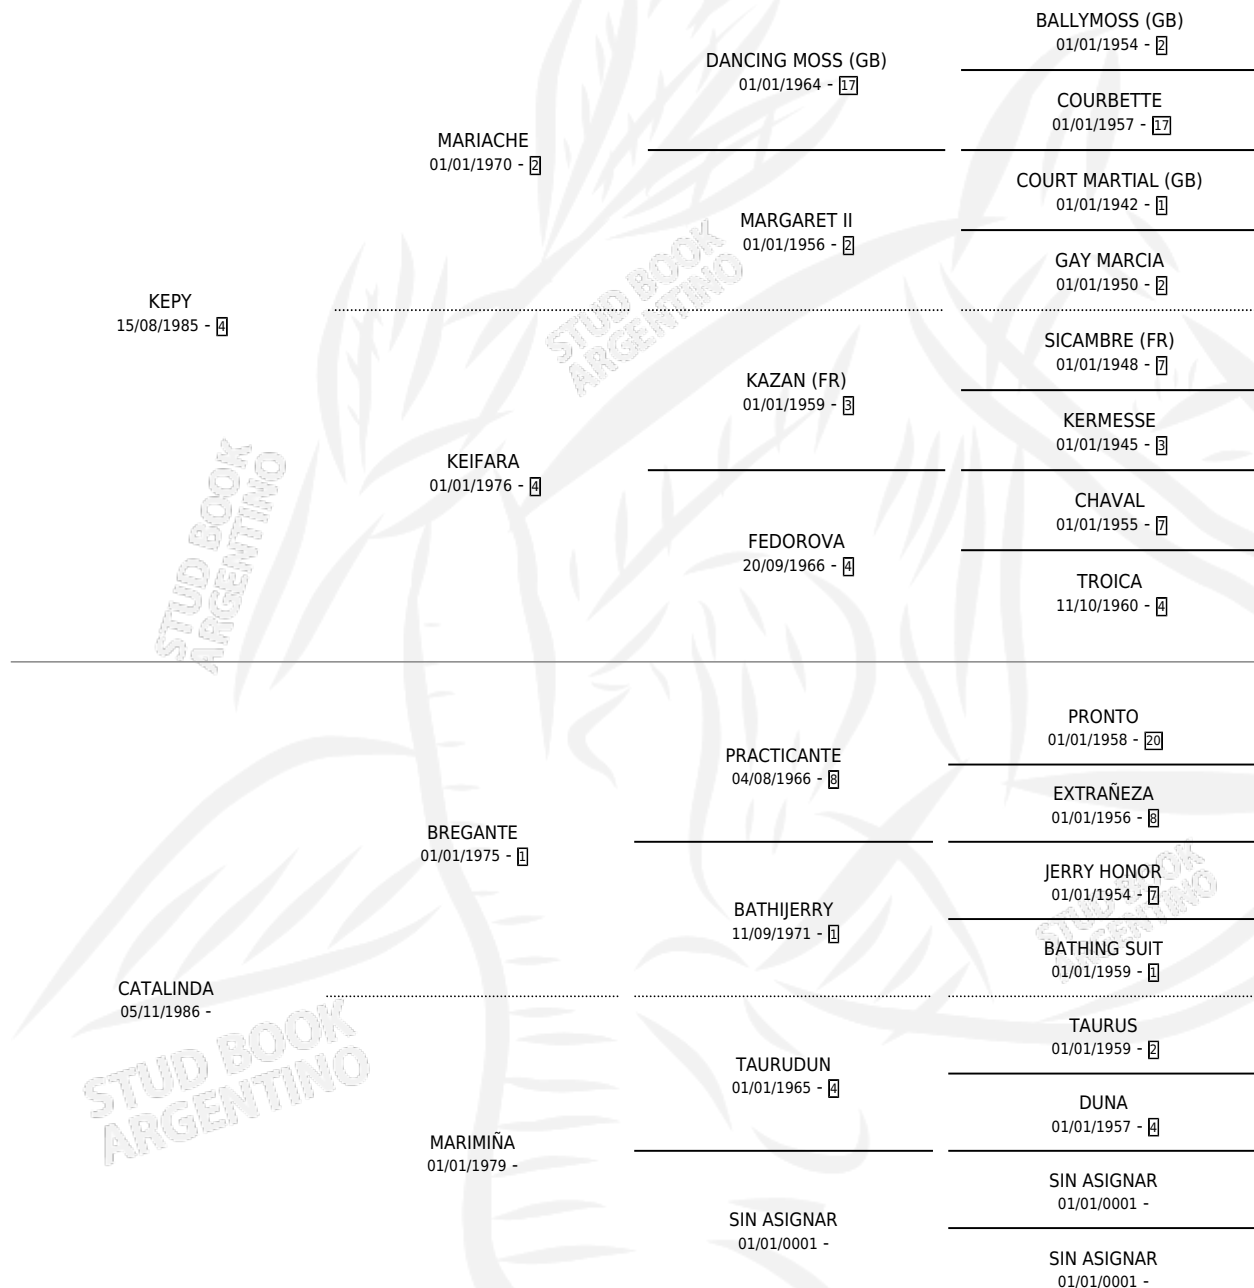 BALLYMOSS (GB)
01/01/1954 - 2
DANCING MOSS (GB)
01/01/1964 - 17
COURBETTE
01/01/1957 - 17
MARIACHE
01/01/1970 - 2
COURT MARTIAL (GB)
01/01/1942 - 1
MARGARET II
01/01/1956 - 2
GAY MARCIA
01/01/1950 - 2
KEPY
15/08/1985 - 4
SICAMBRE (FR)
01/01/1948 - 7
KAZAN (FR)
01/01/1959 - 3
KERMESSE
01/01/1945 - 3
KEIFARA
01/01/1976 - 4
CHAVAL
01/01/1955 - 7
FEDOROVA
20/09/1966 - 4
TROICA
11/10/1960 - 4
PRONTO
01/01/1958 - 20
PRACTICANTE
04/08/1966 - 8
EXTRAÑEZA
01/01/1956 - 8
BREGANTE
01/01/1975 - 1
JERRY HONOR
01/01/1954 - 7
BATHIJERRY
11/09/1971 - 1
BATHING SUIT
01/01/1959 - 1
CATALINDA
05/11/1986 -
TAURUS
01/01/1959 - 2
TAURUDUN
01/01/1965 - 4
DUNA
01/01/1957 - 4
MARIMIÑA
01/01/1979 -
SIN ASIGNAR
01/01/0001 -
SIN ASIGNAR
01/01/0001 -
SIN ASIGNAR
01/01/0001 -
STUD BOOK
ARGENTINO
STUD BOOK
ARGENTINO
STUD BOOK
ARGENTINO
STUD BOOK
ARGENTINO